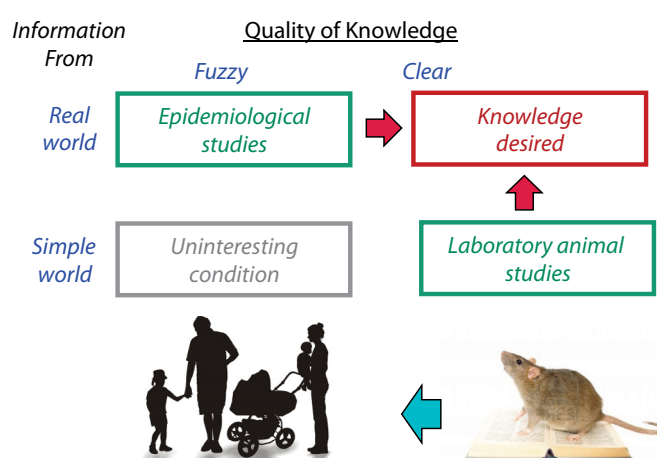 Information
From
Quality of Knowledge
Fuzzy
Clear
Real
world
Epidemiological
studies
Knowledge
desired
Simple
world
Uninteresting
condition
Laboratory animal
studies